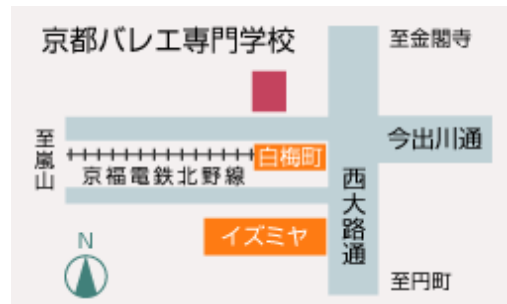 京都バレエ専門学校
至金閣寺
今出川通
至嵐山
白梅町
京福電鉄北野線
西大路通
イズミヤ
N
至円町